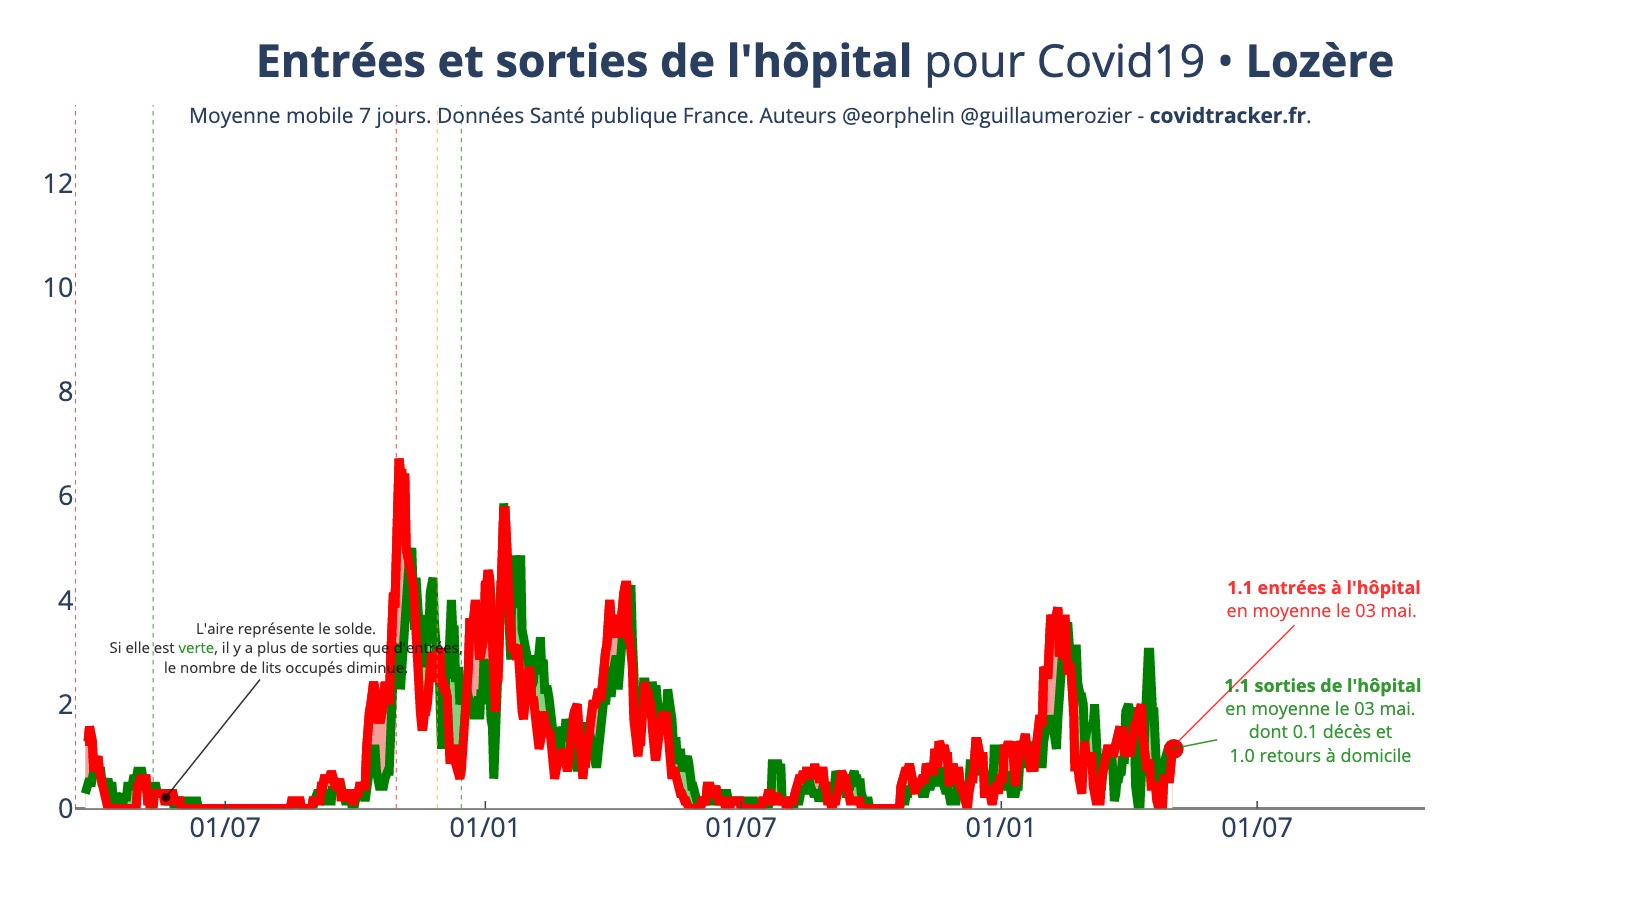 Entrées et sorties de l'hôpital pour Covid19 • Lozère
Moyenne mobile 7 jours. Données Santé publique France. Auteurs @eorphelin @guillaumerozier - covidtracker.fr.
12
10
8
6
4
2
0
L'aire représente le solde.
Si elle est verte, il y a plus de sorties que d'entrées,
le nombre de lits occupés diminue.
1.1 entrées à l'hôpital
en moyenne le 03 mai.
1.1 sorties de l'hôpital
en moyenne le 03 mai.
dont 0.1 décès et
1.0 retours à domicile
01/07
01/01
01/07
01/01
01/07